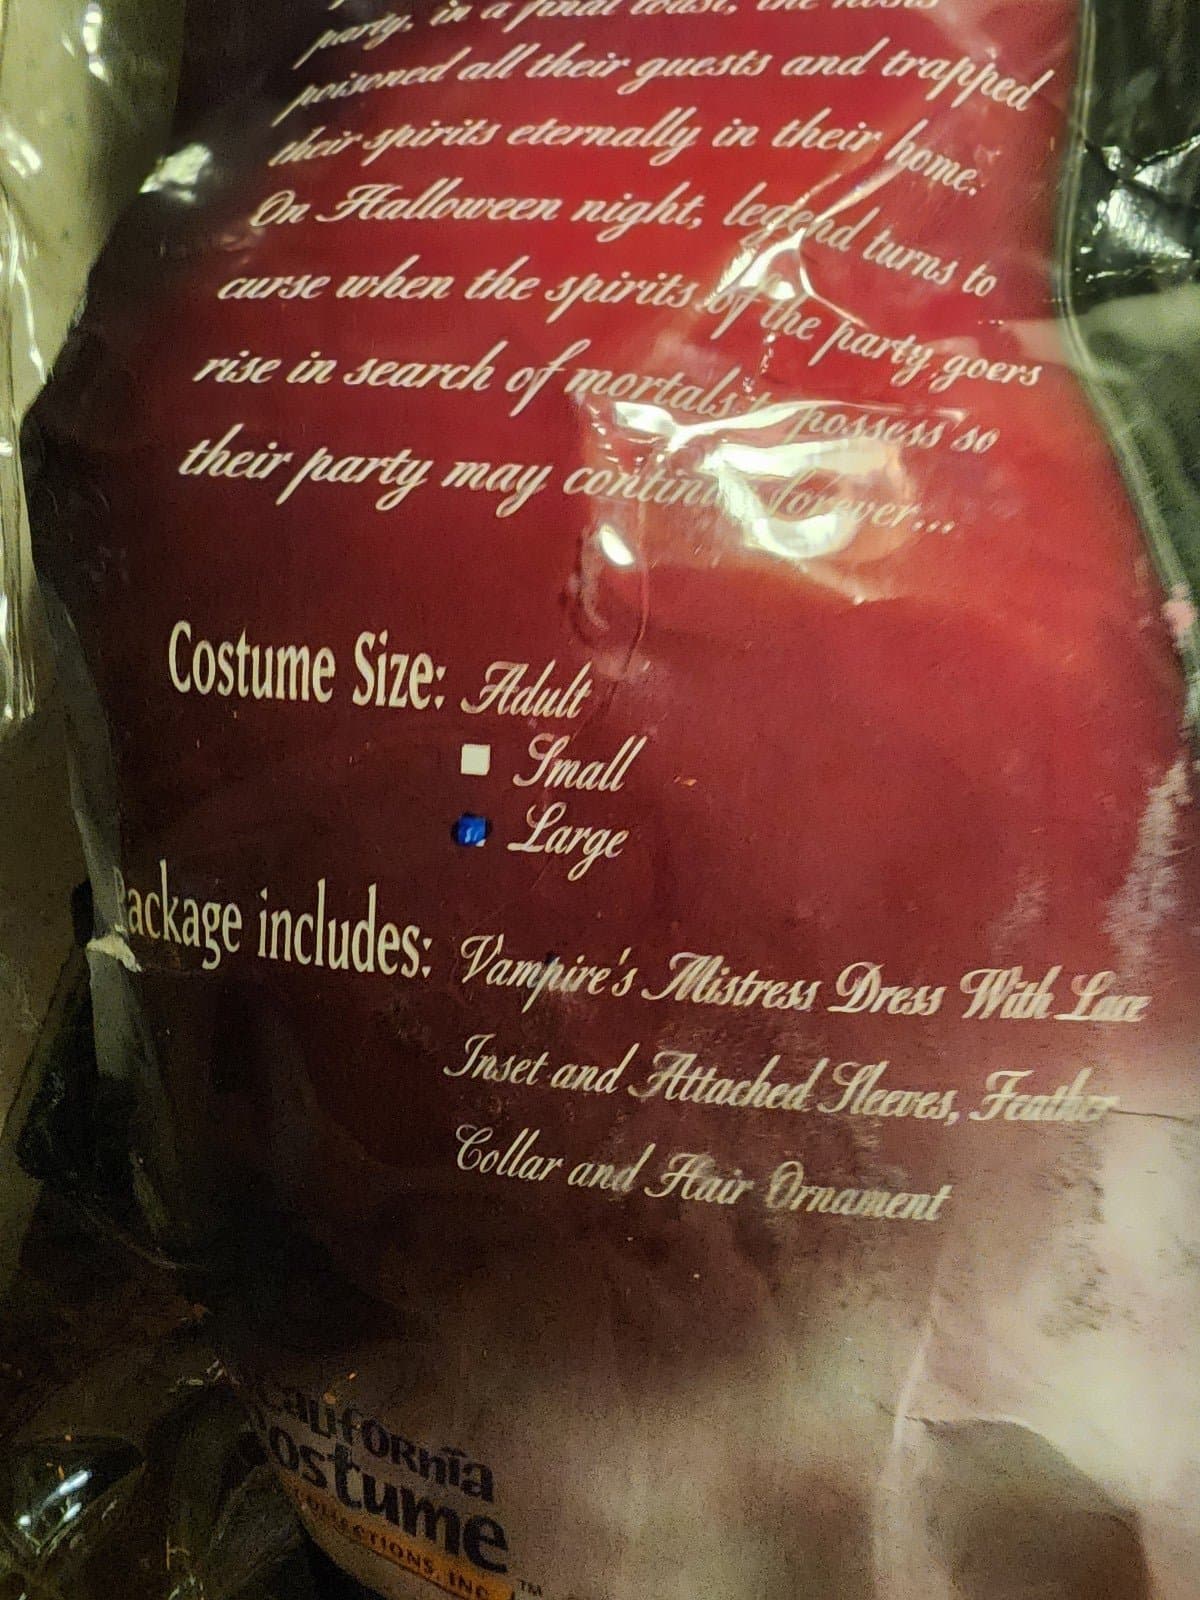 party, in a final toast, the hosts
poisoned all their guests and trapped
their spirits eternally in their home.
On Halloween night, legend turns to
curse when the spirits of the party goers
rise in search of mortals to possess so
their party may continue forever...
Costume Size: Adult
Small
Large
Package includes: Vampire's Mistress Dress With Lace
Inset and Attached Sleeves, Feather
Collar and Hair Ornament
California
Costume
COLLECTIONS, INC. TM